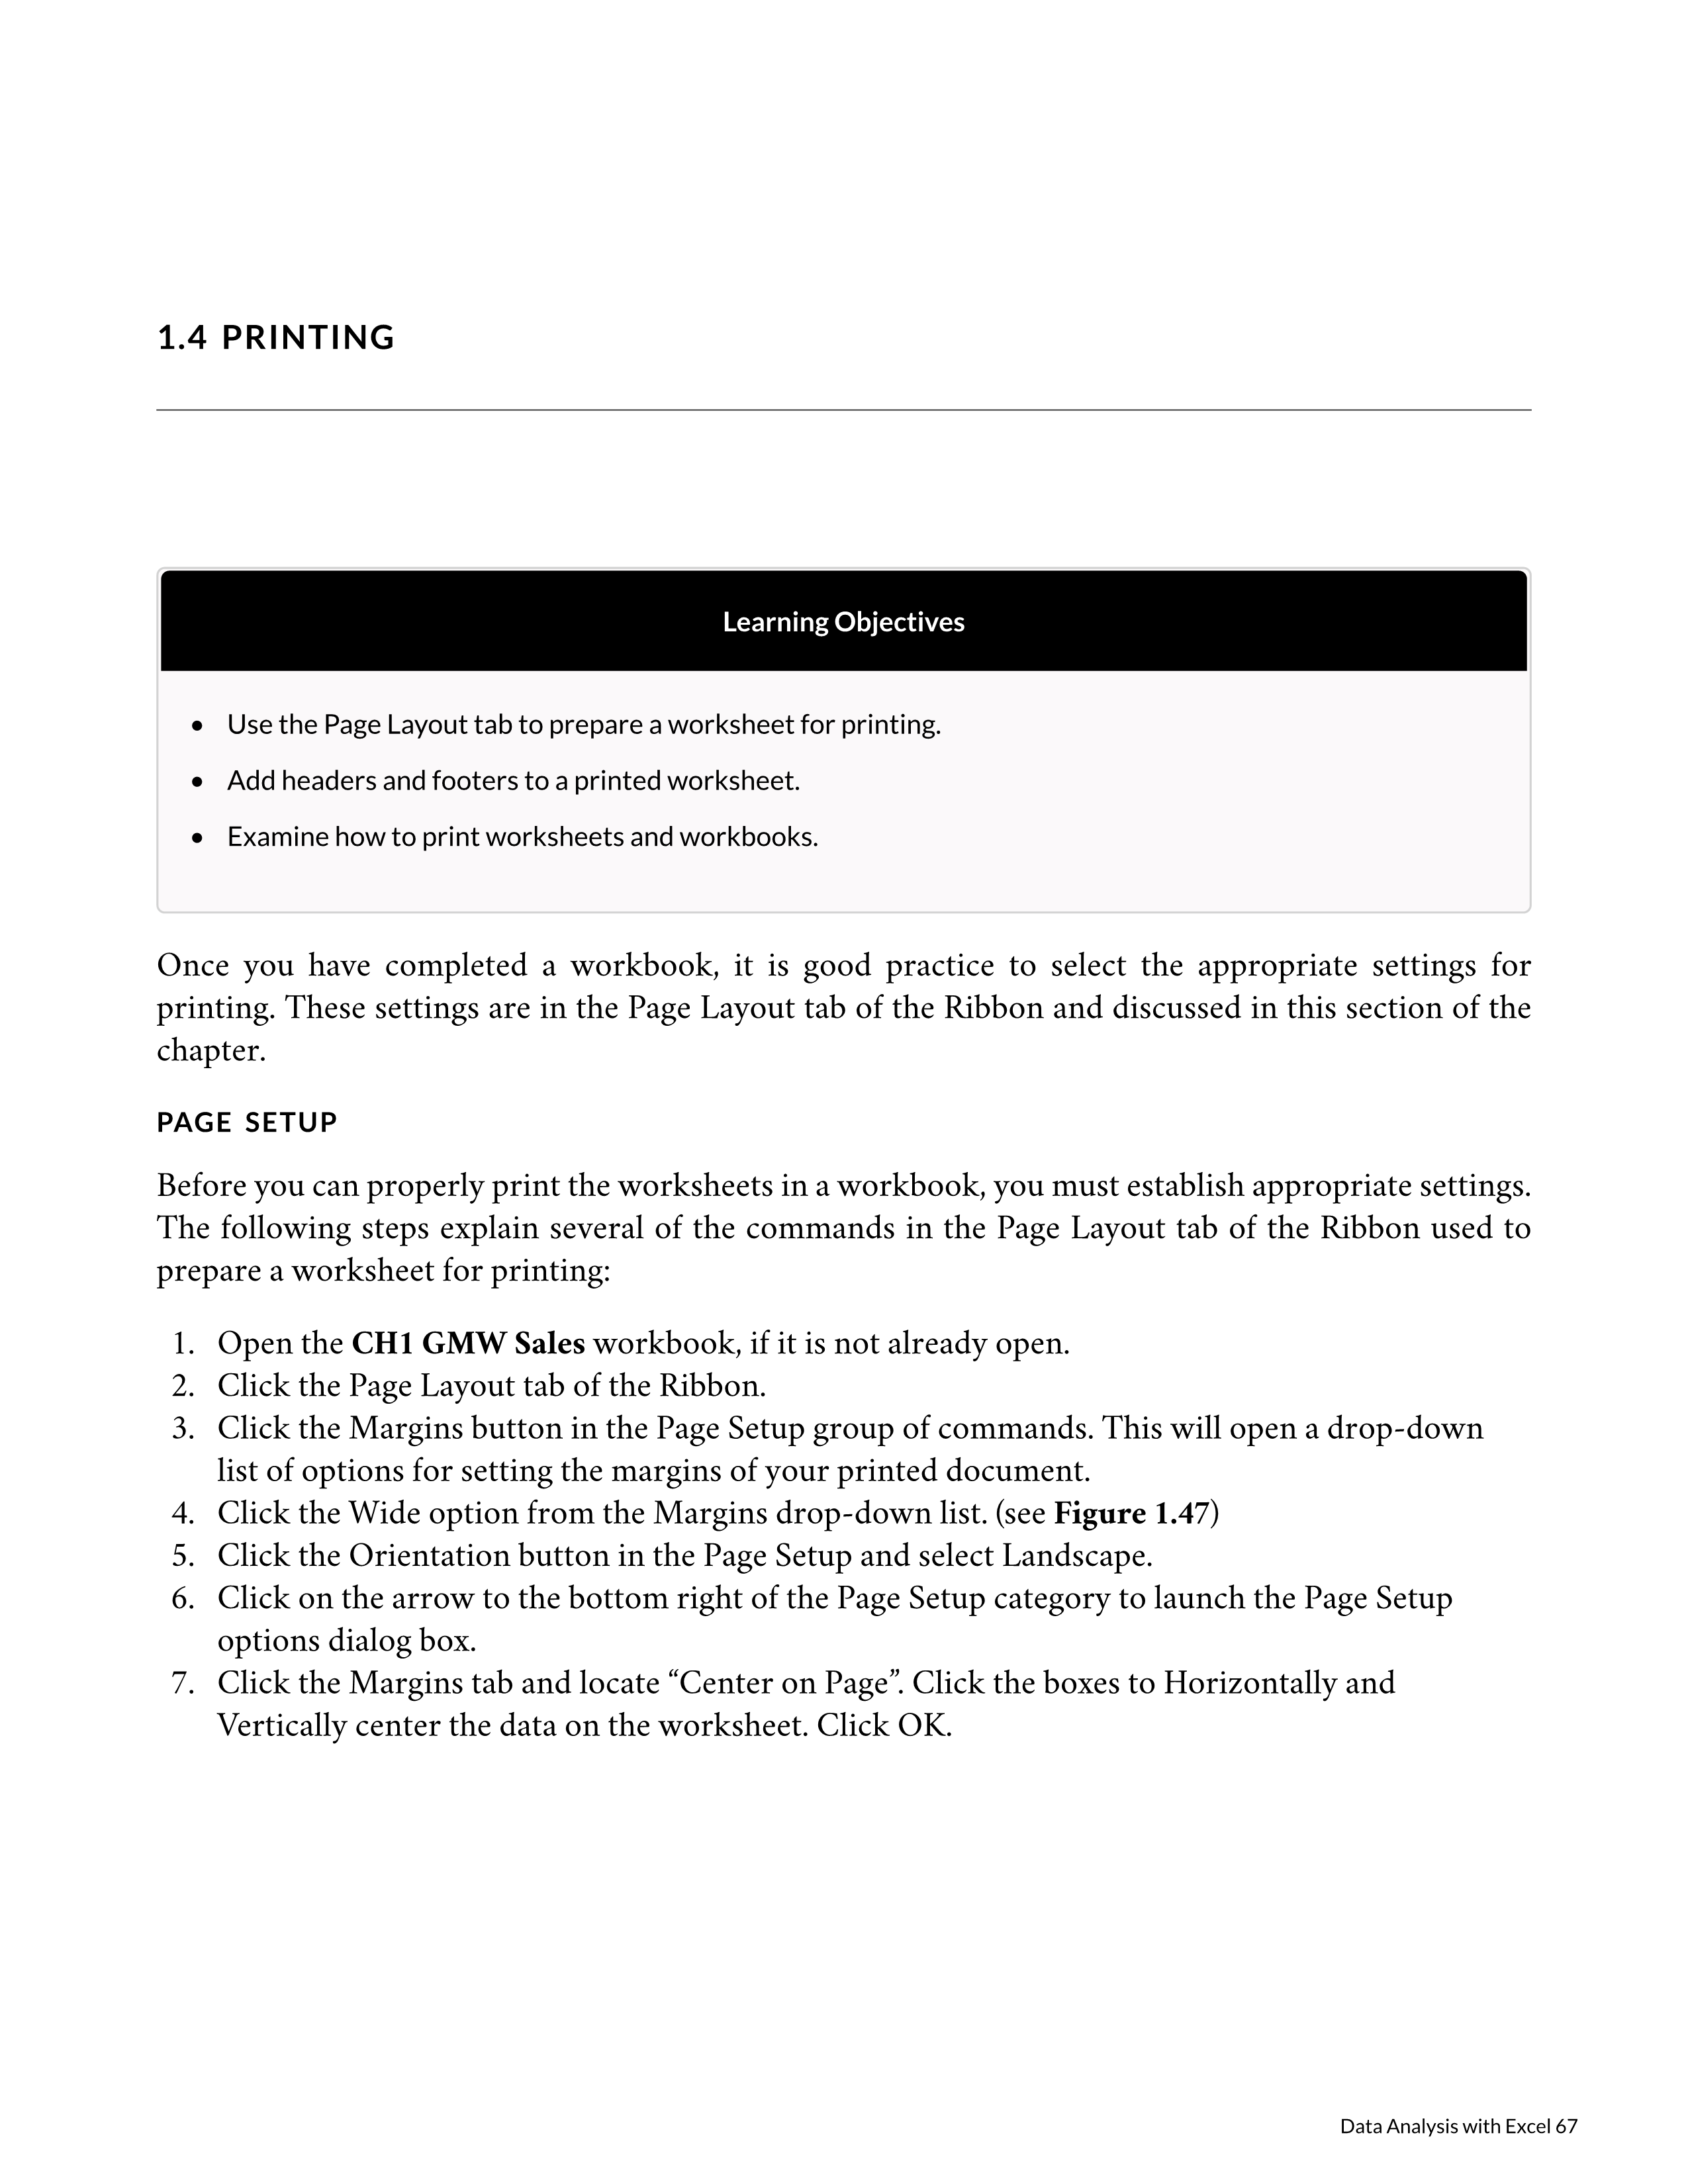 1.4 PRINTING
Learning Objectives
• Use the Page Layout tab to prepare a worksheet for printing.
• Add headers and footers to a printed worksheet.
• Examine how to print worksheets and workbooks.
Once you have completed a workbook, it is good practice to select the appropriate settings for
printing. These settings are in the Page Layout tab of the Ribbon and discussed in this section of the
chapter.
PAGE SETUP
Before you can properly print the worksheets in a workbook, you must establish appropriate settings.
The following steps explain several of the commands in the Page Layout tab of the Ribbon used to
prepare a worksheet for printing:
1. Open the CH1 GMW Sales workbook, if it is not already open.
2. Click the Page Layout tab of the Ribbon.
3. Click the Margins button in the Page Setup group of commands. This will open a drop-down
list of options for setting the margins of your printed document.
4. Click the Wide option from the Margins drop-down list. (see Figure 1.47)
5. Click the Orientation button in the Page Setup and select Landscape.
6. Click on the arrow to the bottom right of the Page Setup category to launch the Page Setup
options dialog box.
7. Click the Margins tab and locate “Center on Page”. Click the boxes to Horizontally and
Vertically center the data on the worksheet. Click OK.
Data Analysis with Excel 67